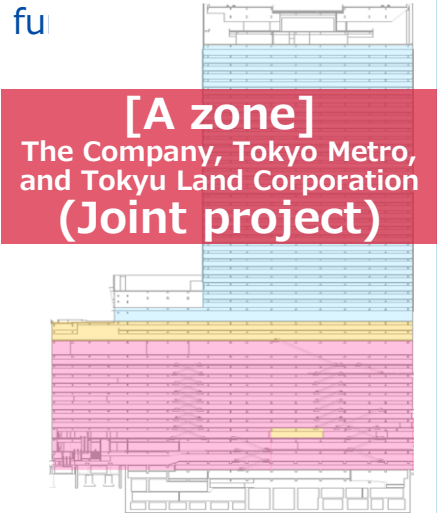 fu
[A zone]
The Company, Tokyo Metro,
and Tokyu Land Corporation
(Joint project)